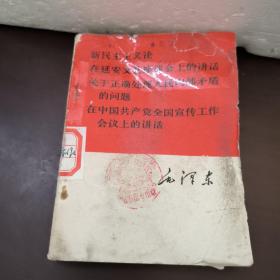 新民主主义论
在延安文艺座谈会上的讲话
关于正确处理人民内部矛盾
的问题
在中国共产党全国宣传工作
会议上的讲话
毛泽东